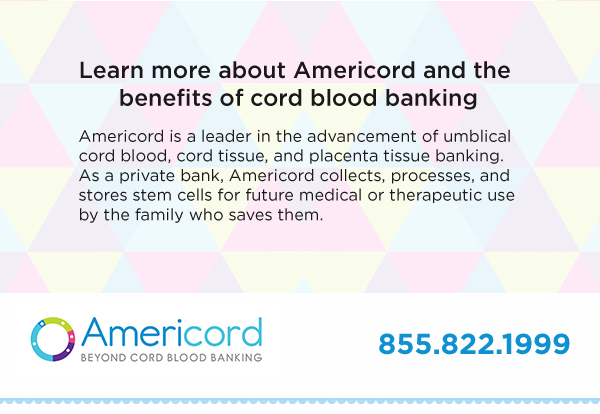 Learn more about Americord and the
benefits of cord blood banking
Americord is a leader in the advancement of umblical
cord blood, cord tissue, and placenta tissue banking.
As a private bank, Americord collects, processes, and
stores stem cells for future medical or therapeutic use
by the family who saves them.
Americord
BEYOND CORD BLOOD BANKING
855.822.1999